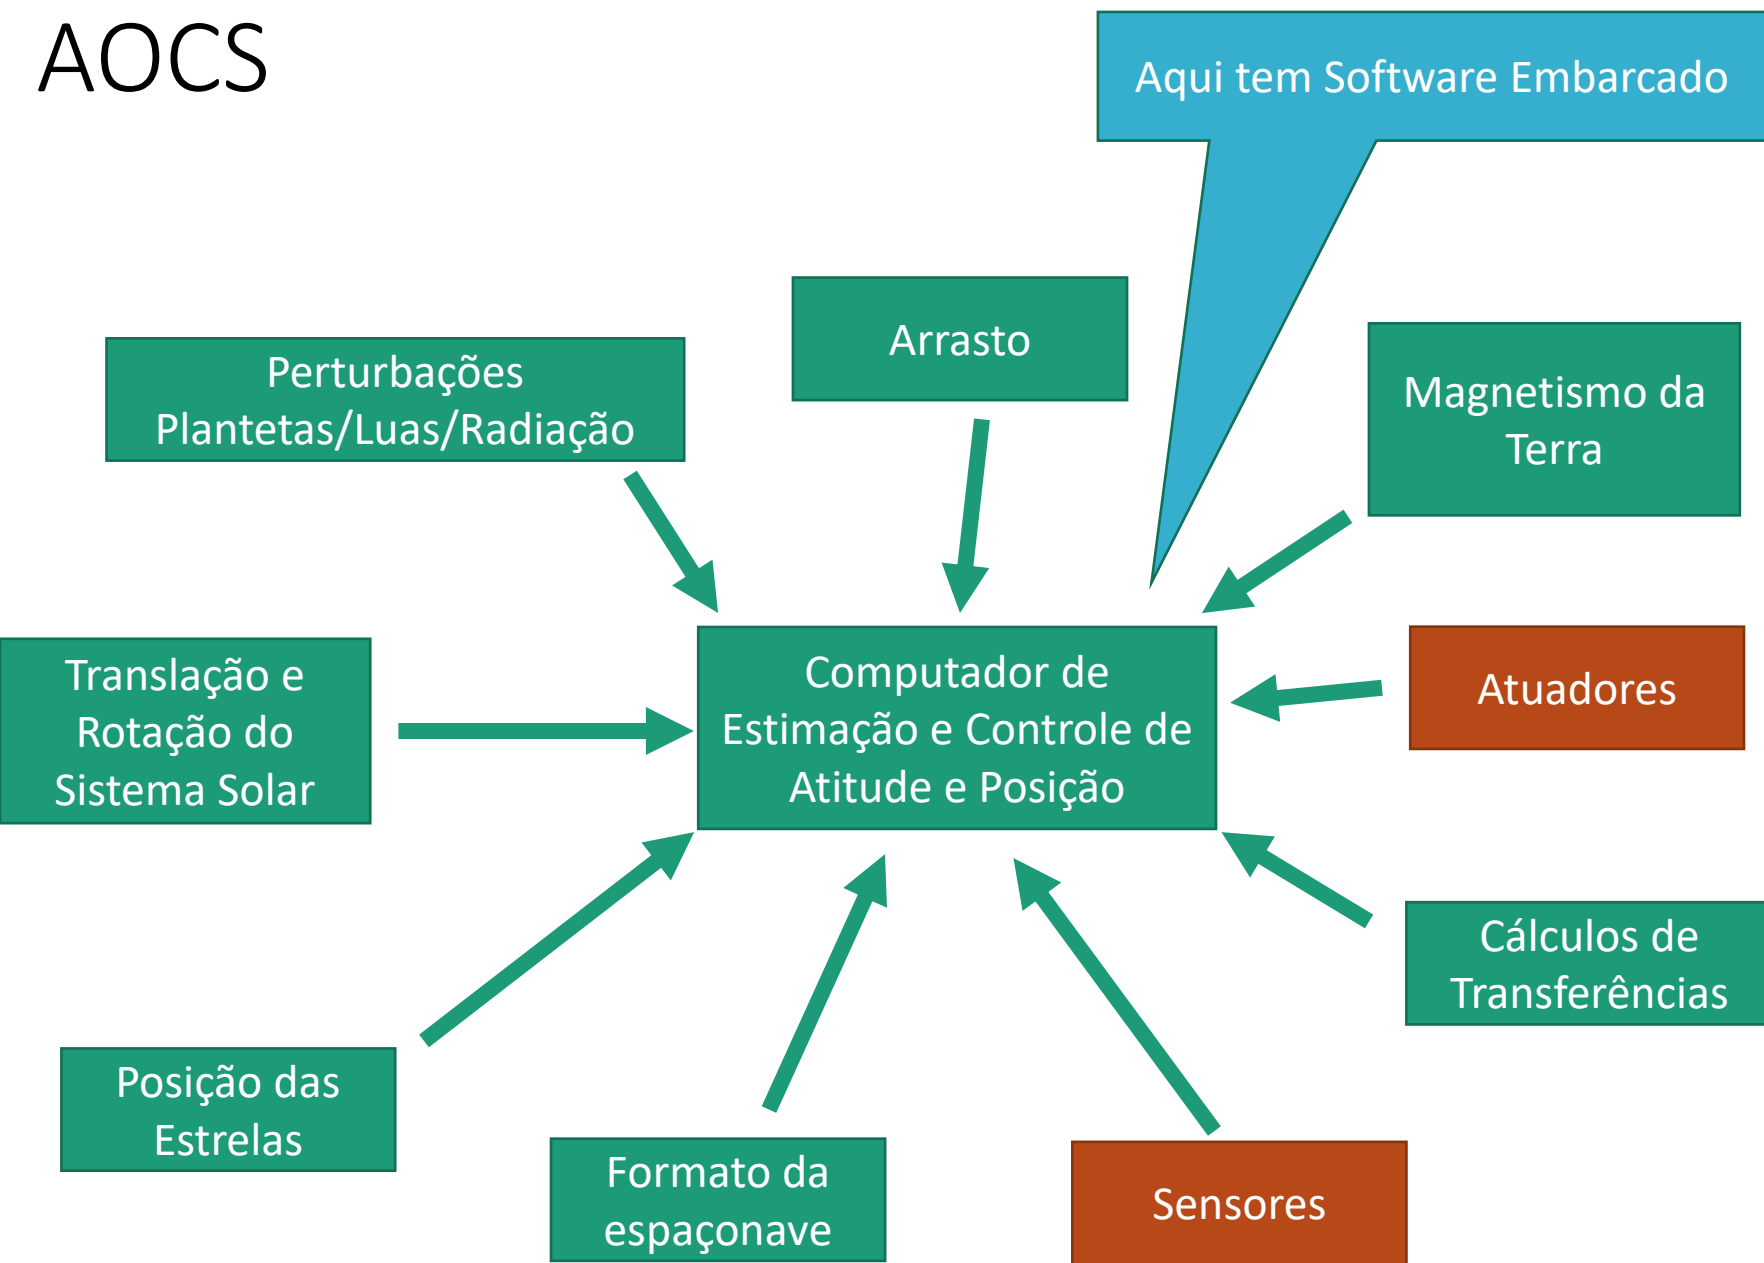 AOCS
Aqui tem Software Embarcado
Arrasto
Perturbações
Plantetas/Luas/Radiação
Magnetismo da
Terra
Translação e
Rotação do
Sistema Solar
Computador de
Estimação e Controle de
Atitude e Posição
Atuadores
Cálculos de
Transferências
Posição das
Estrelas
Formato da
espaçonave
Sensores